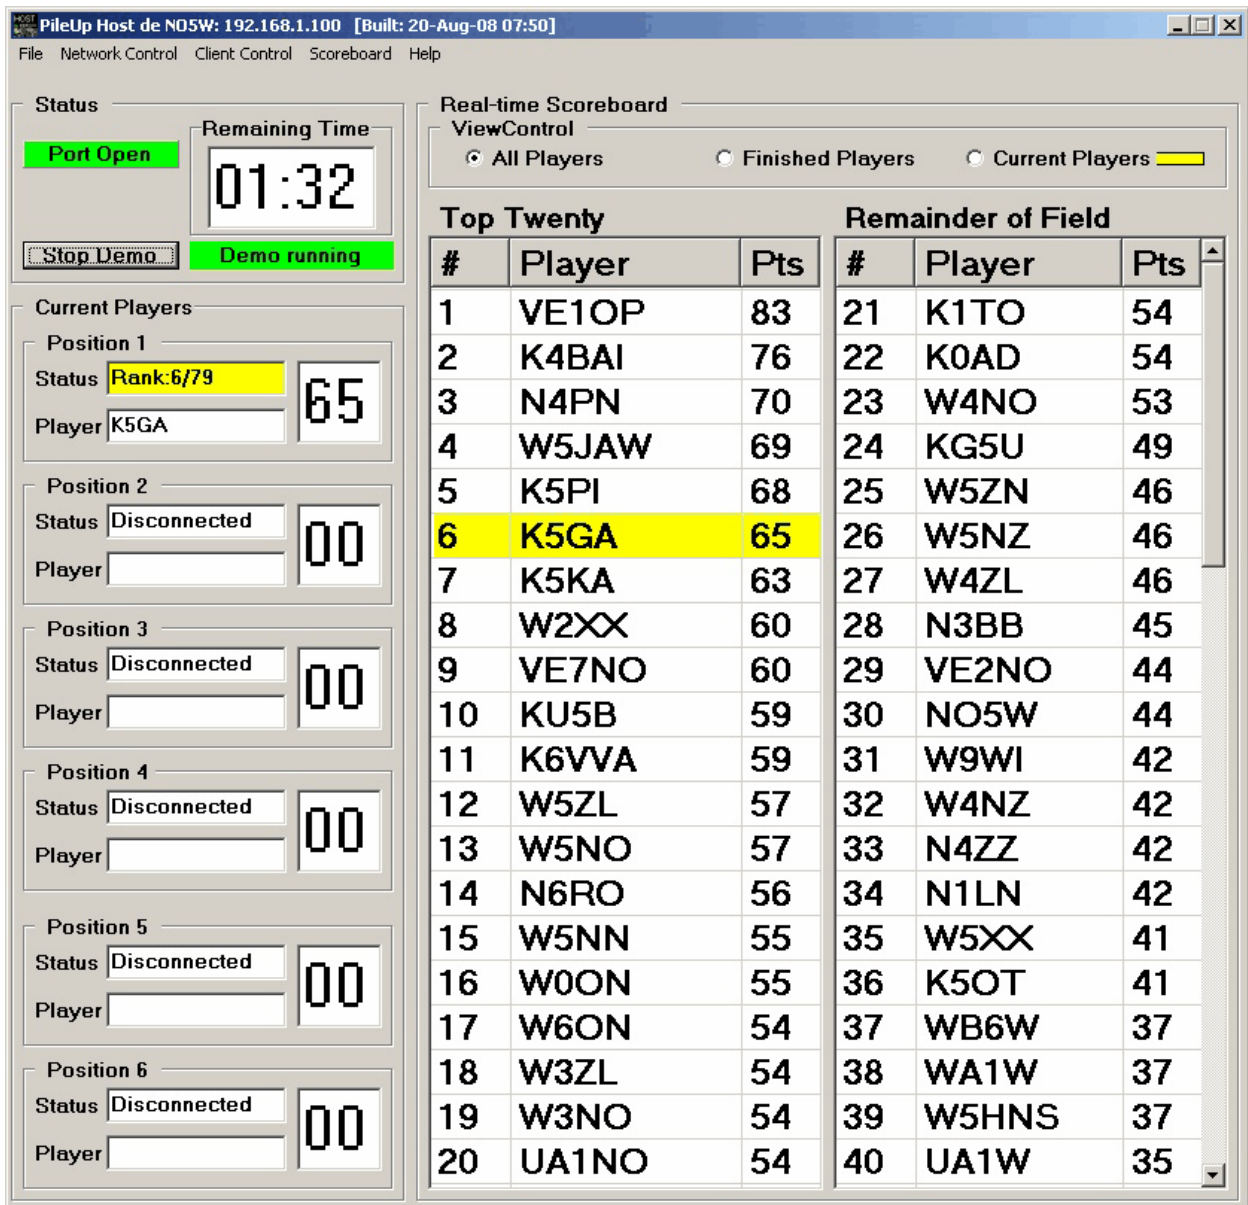 PileUp Host de NO5W: 192.168.1.100 [Built: 20-Aug-08 07:50]
File Network Control Client Control Scoreboard Help
Status
Port Open
Remaining Time
01:32
Stop Demo
Demo running
Current Players
Position 1
Status Rank:6/79
Player K5GA
65
Position 2
Status Disconnected
Player
00
Position 3
Status Disconnected
Player
00
Position 4
Status Disconnected
Player
00
Position 5
Status Disconnected
Player
00
Position 6
Status Disconnected
Player
00
Real-time Scoreboard
ViewControl
All Players Finished Players Current Players
Top Twenty
# Player Pts
1 VE1OP 83
2 K4BAI 76
3 N4PN 70
4 W5JAW 69
5 K5PI 68
6 K5GA 65
7 K5KA 63
8 W2XX 60
9 VE7NO 60
10 KU5B 59
11 K6VVA 59
12 W5ZL 57
13 W5NO 57
14 N6RO 56
15 W5NN 55
16 W0ON 55
17 W6ON 54
18 W3ZL 54
19 W3NO 54
20 UA1NO 54
Remainder of Field
# Player Pts
21 K1TO 54
22 K0AD 54
23 W4NO 53
24 KG5U 49
25 W5ZN 46
26 W5NZ 46
27 W4ZL 46
28 N3BB 45
29 VE2NO 44
30 NO5W 44
31 W9WI 42
32 W4NZ 42
33 N4ZZ 42
34 N1LN 42
35 W5XX 41
36 K5OT 41
37 WB6W 37
38 WA1W 37
39 W5HNS 37
40 UA1W 35